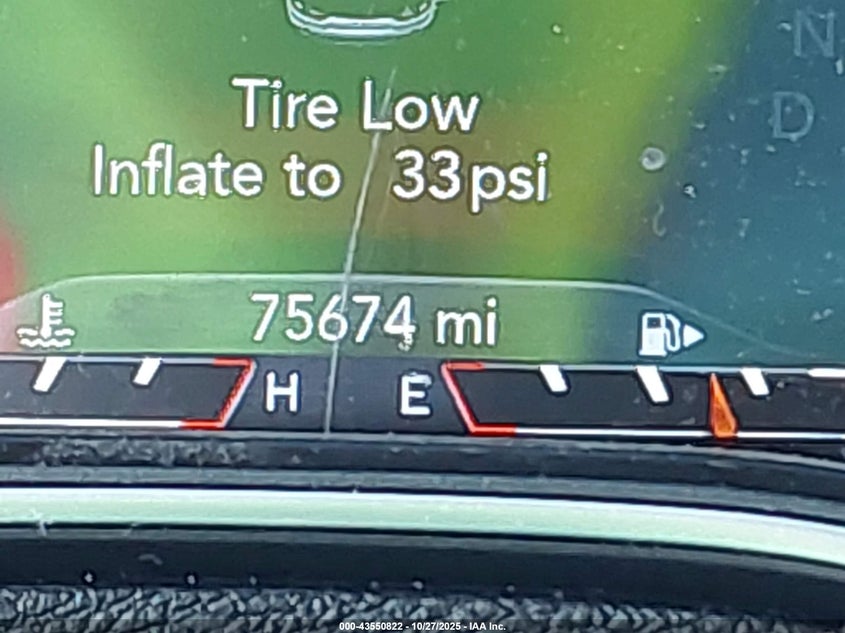 N
D
Tire Low
Inflate to 33psi
75674 mi
H E
000-43550822 - 10/27/2025 - IAA Inc.